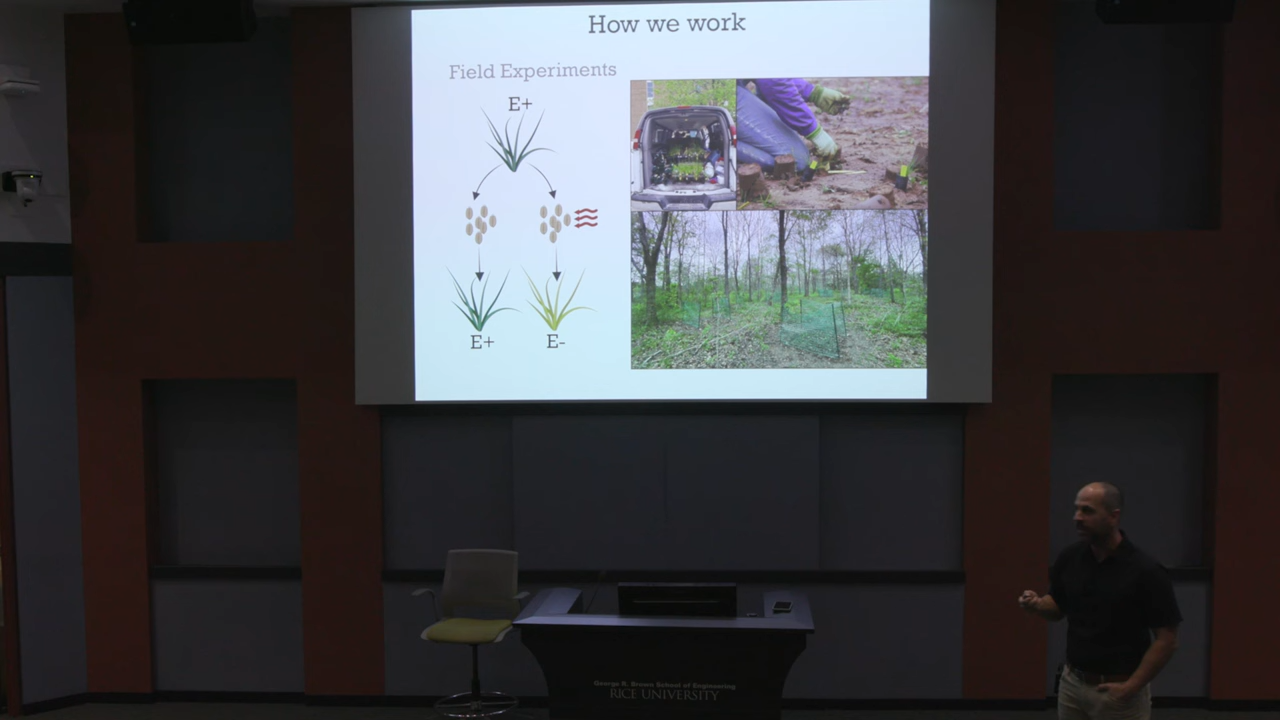 How we work
Field Experiments
E+
E+
E-
George R. Brown School of Engineering
RICE UNIVERSITY